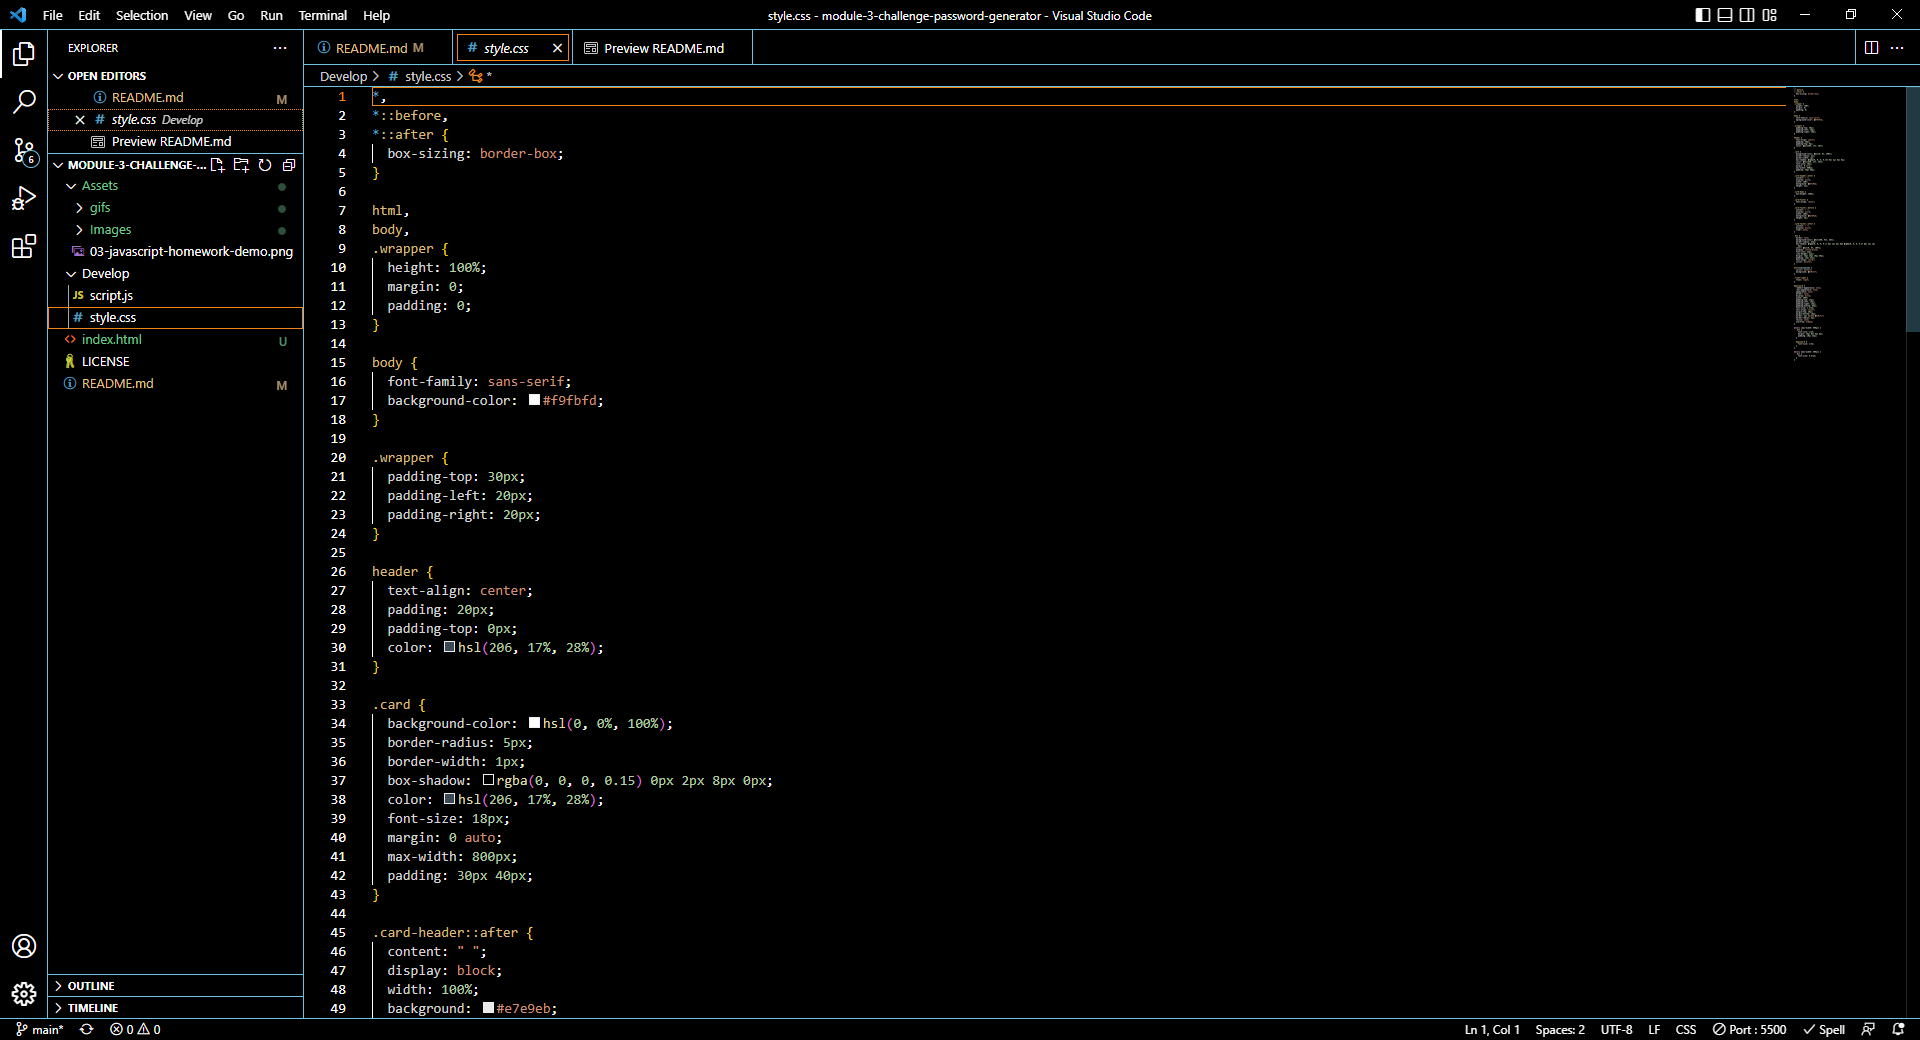 File Edit Selection View Go Run Terminal Help
style.css - module-3-challenge-password-generator - Visual Studio Code
EXPLORER
OPEN EDITORS
README.md M
style.css Develop
Preview README.md
MODULE-3-CHALLENGE-...
Assets
gifs
Images
03-javascript-homework-demo.png
Develop
JS script.js
# style.css
index.html U
LICENSE
README.md M
OUTLINE
TIMELINE
6
README.md M
# style.css
Preview README.md
Develop > # style.css > *
1 *,
2 *::before,
3 *::after {
4   box-sizing: border-box;
5 }
6
7 html,
8 body,
9 .wrapper {
10   height: 100%;
11   margin: 0;
12   padding: 0;
13 }
14
15 body {
16   font-family: sans-serif;
17   background-color: #f9fbfd;
18 }
19
20 .wrapper {
21   padding-top: 30px;
22   padding-left: 20px;
23   padding-right: 20px;
24 }
25
26 header {
27   text-align: center;
28   padding: 20px;
29   padding-top: 0px;
30   color: hsl(206, 17%, 28%);
31 }
32
33 .card {
34   background-color: hsl(0, 0%, 100%);
35   border-radius: 5px;
36   border-width: 1px;
37   box-shadow: rgba(0, 0, 0, 0.15) 0px 2px 8px 0px;
38   color: hsl(206, 17%, 28%);
39   font-size: 18px;
40   margin: 0 auto;
41   max-width: 800px;
42   padding: 30px 40px;
43 }
44
45 .card-header::after {
46   content: " ";
47   display: block;
48   width: 100%;
49   background: #e7e9eb;
main* 0 0
Ln 1, Col 1 Spaces: 2 UTF-8 LF CSS Port : 5500 Spell